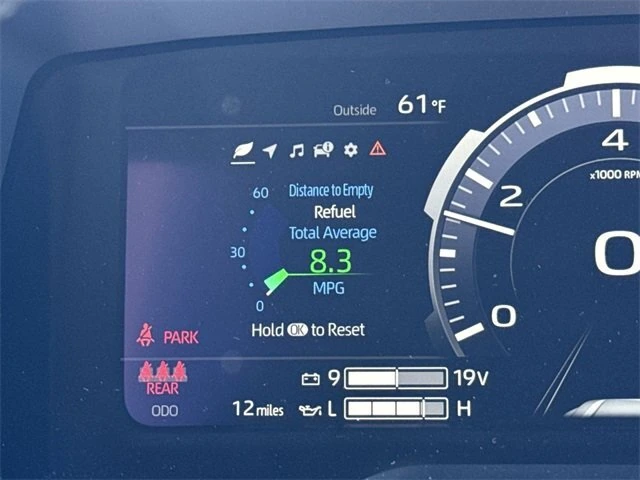 Outside 61°F
4
x1000 RPM
60
Distance to Empty
2
Refuel
Total Average
30
8.3
0
MPG
0
0
Hold OK to Reset
PARK
REAR
9 19V
ODO 12 miles
L H